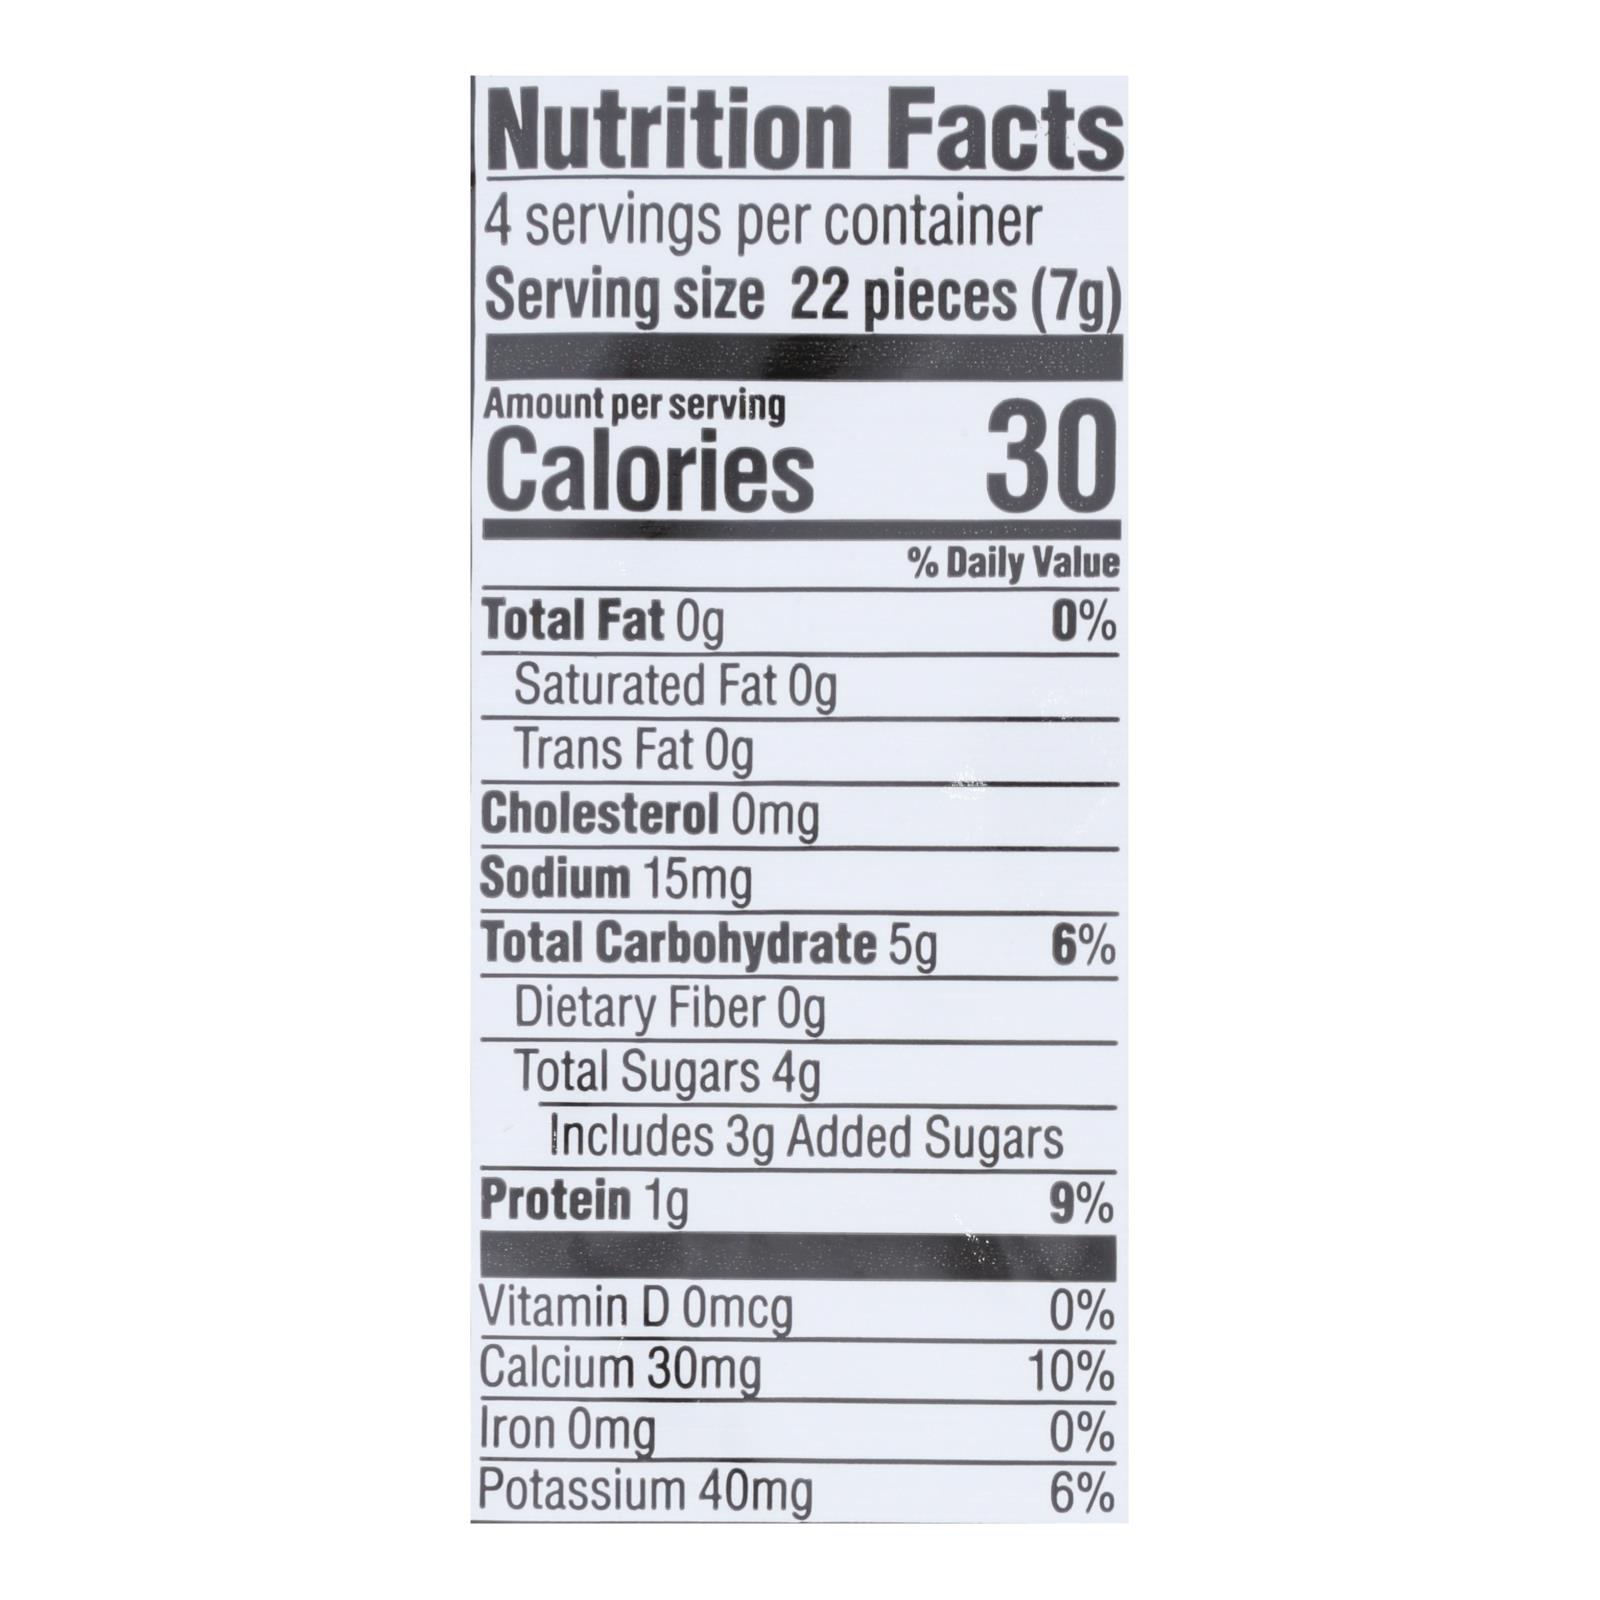 Nutrition Facts
4 servings per container
Serving size 22 pieces (7g)
Amount per serving
Calories 30
% Daily Value
Total Fat 0g 0%
Saturated Fat 0g
Trans Fat 0g
Cholesterol 0mg
Sodium 15mg
Total Carbohydrate 5g 6%
Dietary Fiber 0g
Total Sugars 4g
Includes 3g Added Sugars
Protein 1g 9%
Vitamin D 0mcg 0%
Calcium 30mg 10%
Iron 0mg 0%
Potassium 40mg 6%